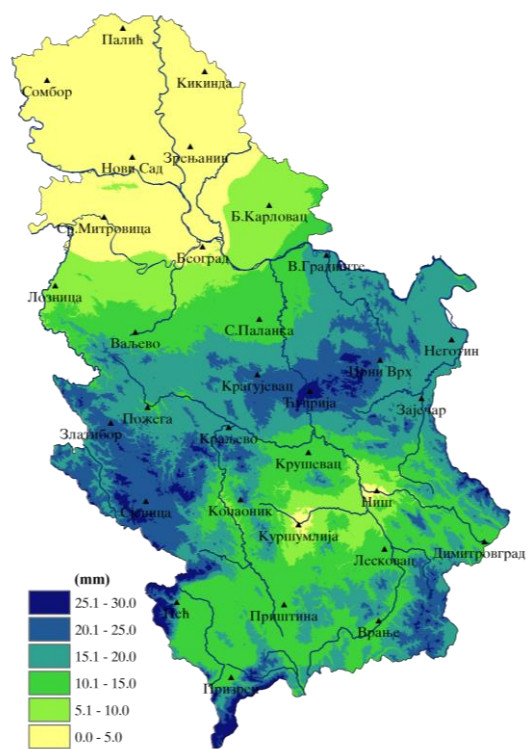 Палић
Сомбор
Кикинда
Зрењанин
Нови Сад
Б.Карловац
Ср.Митровица
Београд
В.Градиште
Лозница
С.Паланка
Ваљево
Неготин
Црни Врх
Крагујевац
Ћуприја
Зајечар
Пожега
Златибор
Краљево
Крушевац
Ниш
Сјеница
Копаоник
Куршумлија
Димитровград
Лесковац
(mm)
25.1 - 30.0
Пећ
Приштина
20.1 - 25.0
Врање
15.1 - 20.0
10.1 - 15.0
Призрен
5.1 - 10.0
0.0 - 5.0